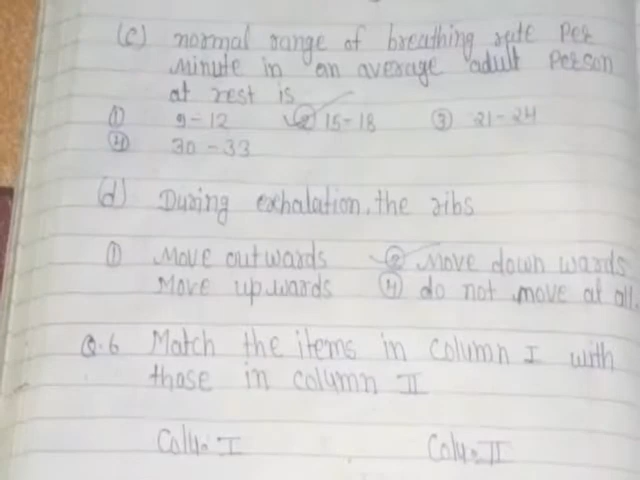 (c) normal range of breathing rate Per
minute in an average adult Person
at rest is
① 9-12 ② 15-18 ③ 21-24
④ 30-33
(d) During exhalation, the ribs
① Move outwards ② Move down wards
Move upwards ④ do not move at all.
Q.6 Match the items in column I with
those in column II
Colu. I Colu. II